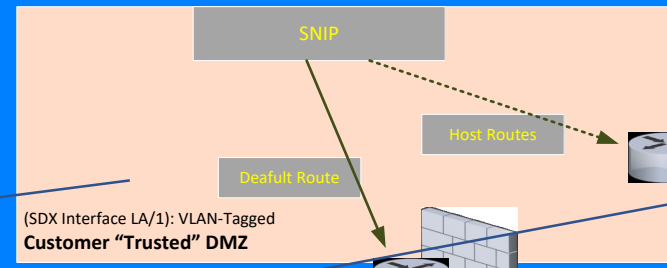 SNIP
Host Routes
Deafult Route
(SDX Interface LA/1): VLAN-Tagged
Customer “Trusted” DMZ